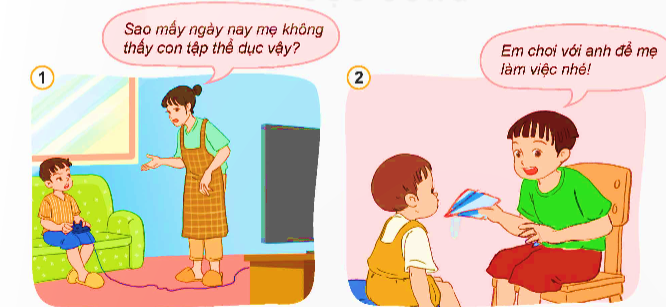 Sao mấy ngày nay mẹ không
thấy con tập thể dục vậy?
1
Em chơi với anh để mẹ
làm việc nhé!
2